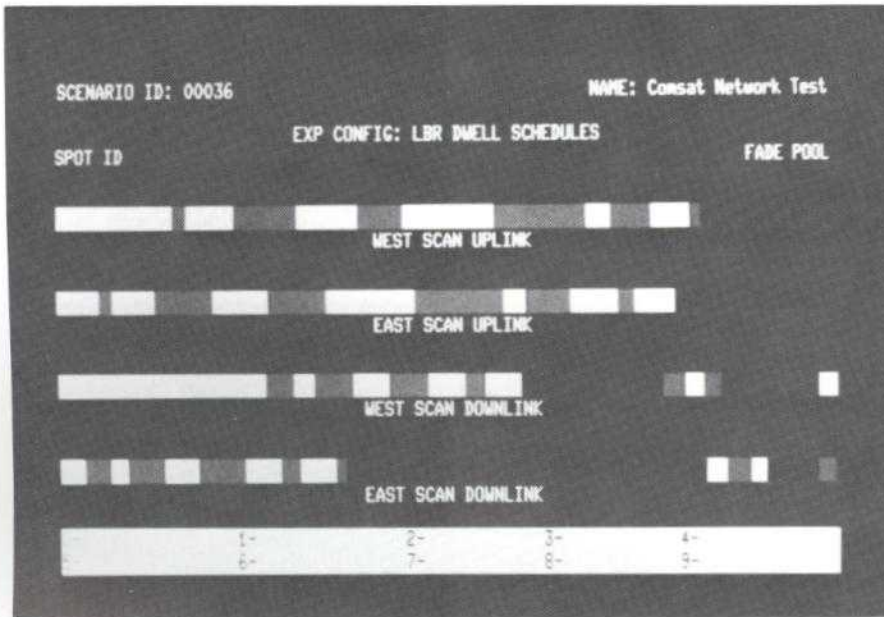 SCENARIO ID: 00036 NAME: Comsat Network Test
EXP CONFIG: LBR DWELL SCHEDULES
SPOT ID FADE POOL
WEST SCAN UPLINK
EAST SCAN UPLINK
WEST SCAN DOWNLINK
EAST SCAN DOWNLINK
1- 2- 3- 4-
6- 7- 8- 9-